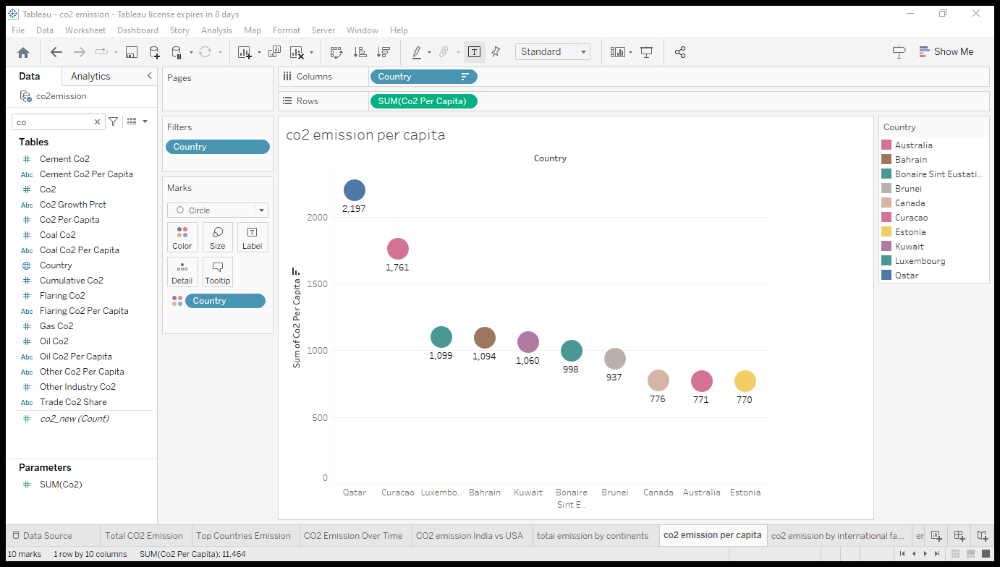 Tableau - co2 emission - Tableau license expires in 8 days
File Data Worksheet Dashboard Story Analysis Map Format Server Window Help
Standard
Show Me
Data Analytics
co2emission
co
Tables
Cement Co2
Abc Cement Co2 Per Capita
Co2
Abc Co2 Growth Prct
Co2 Per Capita
Coal Co2
Abc Coal Co2 Per Capita
Country
Cumulative Co2
Flaring Co2
Abc Flaring Co2 Per Capita
Gas Co2
Oil Co2
Abc Oil Co2 Per Capita
Abc Other Co2 Per Capita
Other Industry Co2
Abc Trade Co2 Share
co2_new (Count)
Parameters
SUM(Co2)
Pages
Filters
Country
Marks
Circle
Color Size Label
Detail Tooltip
Country
Columns Country
Rows SUM(Co2 Per Capita)
co2 emission per capita
Country
Sum of Co2 Per Capita
2000
1500
1000
500
0
2,197
1,761
1,099
1,094
1,060
998
937
776
771
770
Qatar Curacao Luxembo.. Bahrain Kuwait Bonaire Sint E.. Brunei Canada Australia Estonia
Country
Australia
Bahrain
Bonaire Sint Eustati..
Brunei
Canada
Curacao
Estonia
Kuwait
Luxembourg
Qatar
Data Source Total CO2 Emission Top Countries Emission CO2 Emission Over Time CO2 emission India vs USA totai emission by continents co2 emission per capita co2 emission by international fa... er
10 marks 1 row by 10 columns SUM(Co2 Per Capita): 11,464